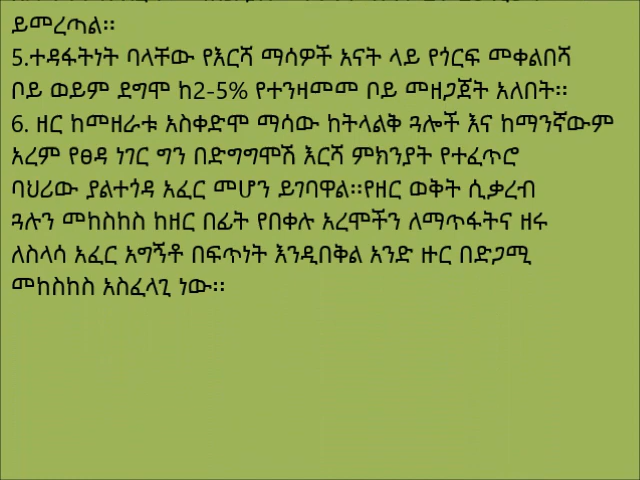 ይመረጣል።
5.ተዳፋትነት ባላቸው የእርሻ ማሳዎች አናት ላይ የጎርፍ መቀልበሻ
ቦይ ወይም ደግሞ ከ2-5% የተንዛመመ ቦይ መዘጋጀት አለበት።
6. ዘር ከመዘራቱ አስቀድሞ ማሳው ከትላልቅ ጓሎች እና ከማንኛውም
አረም የፀዳ ነገር ግን በድግግሞሽ እርሻ ምክንያት የተፈጥሮ
ባህሪው ያልተጎዳ አፈር መሆን ይገባዋል።የዘር ወቅት ሲቃረብ
ጓሉን መከስከስ ከዘር በፊት የበቀሉ አረሞችን ለማጥፋትና ዘሩ
ለስላሳ አፈር አግኝቶ በፍጥነት እንዲበቅል አንድ ዙር በድጋሚ
መከስከስ አስፈላጊ ነው።